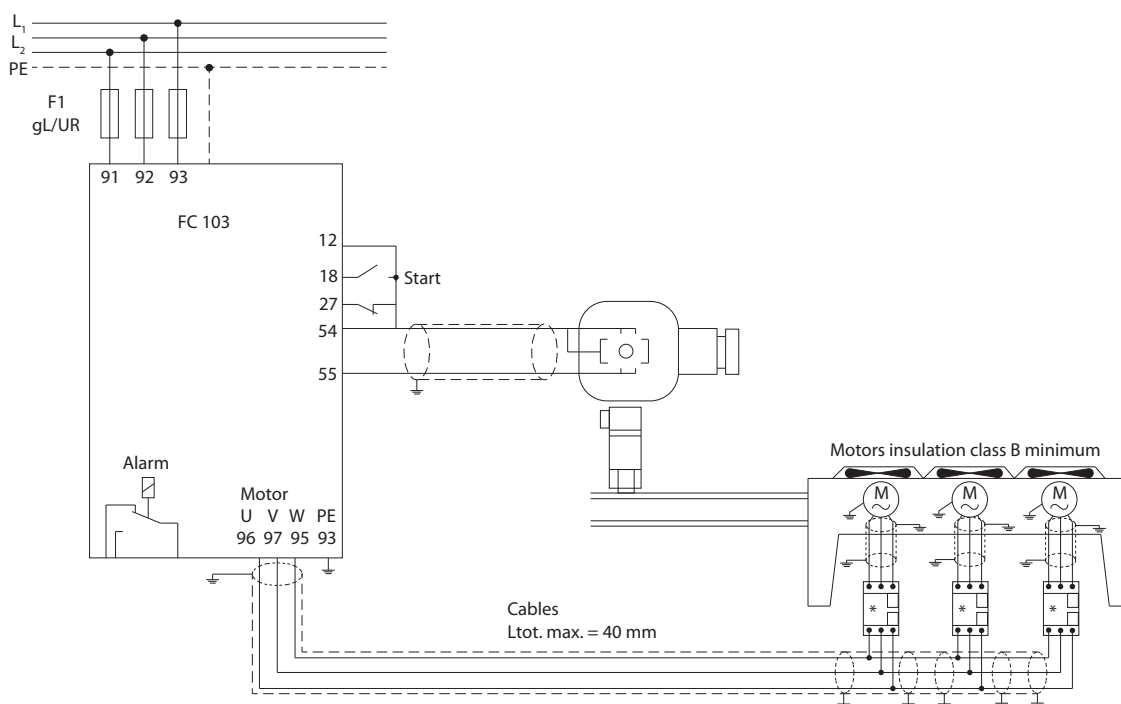 L1
L2
PE
F1
gL/UR
91 92 93
FC 103
12
18 Start
27
54
55
Alarm
Motor
U V W PE
96 97 95 93
Motors insulation class B minimum
M M M
* * *
Cables
Ltot. max. = 40 mm